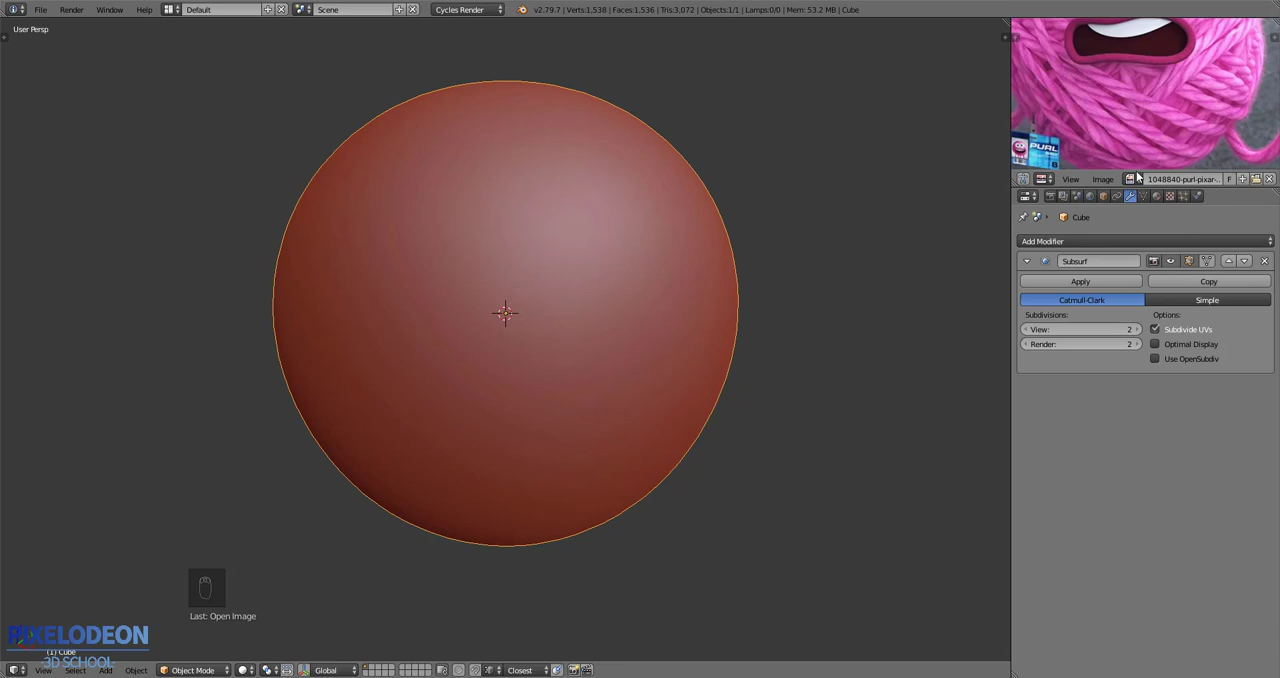 File Render Window Help Default Scene Cycles Render v2.79.7 | Verts:1,538 | Faces:1,536 | Tris:3,072 | Objects:1/1 | Lamps:0/0 | Mem: 53.2 MB | Cube
User Persp
PURL
View Image 1048840-purl-pixar-... F
Cube
Add Modifier
Subsurf
Apply Copy
Catmull-Clark Simple
Subdivisions: Options:
View: 2 Subdivide UVs
Render: 2 Optimal Display
Use OpenSubdiv
Last: Open Image
PIXELODEON
(1) Cube
3D SCHOOL
View Select Add Object Object Mode Global Closest